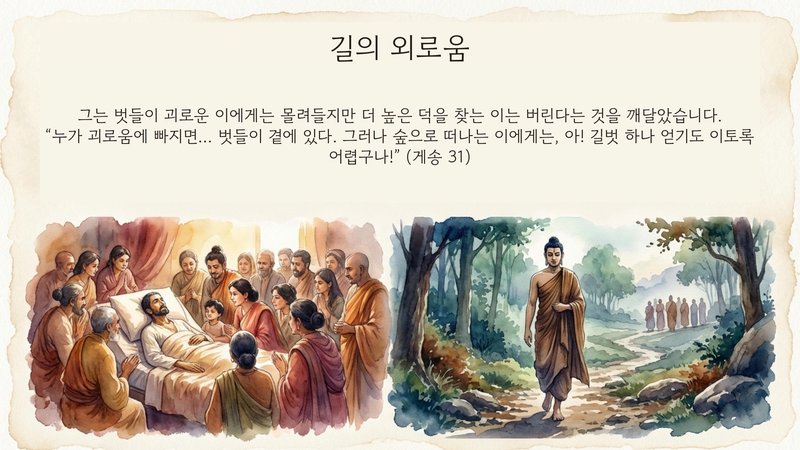 길의 외로움
그는 벗들이 괴로운 이에게는 몰려들지만 더 높은 덕을 찾는 이는 버린다는 것을 깨달았습니다.
“누가 괴로움에 빠지면... 벗들이 곁에 있다. 그러나 숲으로 떠나는 이에게는, 아! 길벗 하나 얻기도 이토록
어렵구나!” (게송 31)